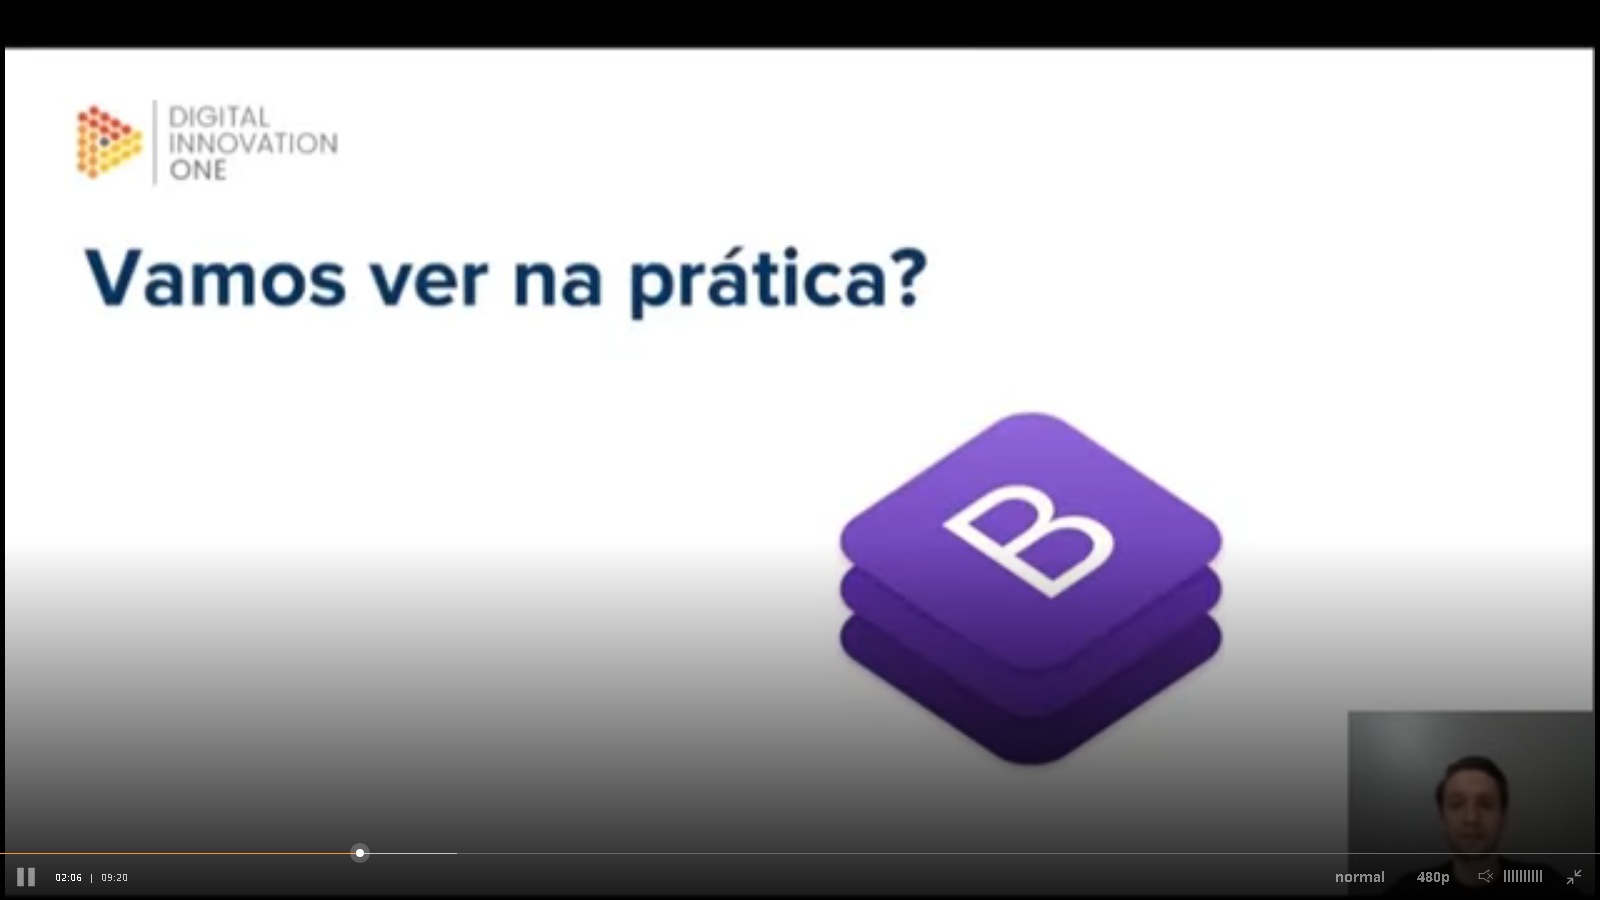 DIGITAL
INNOVATION
ONE
Vamos ver na prática?
B
02:06 | 09:20
normal 480p